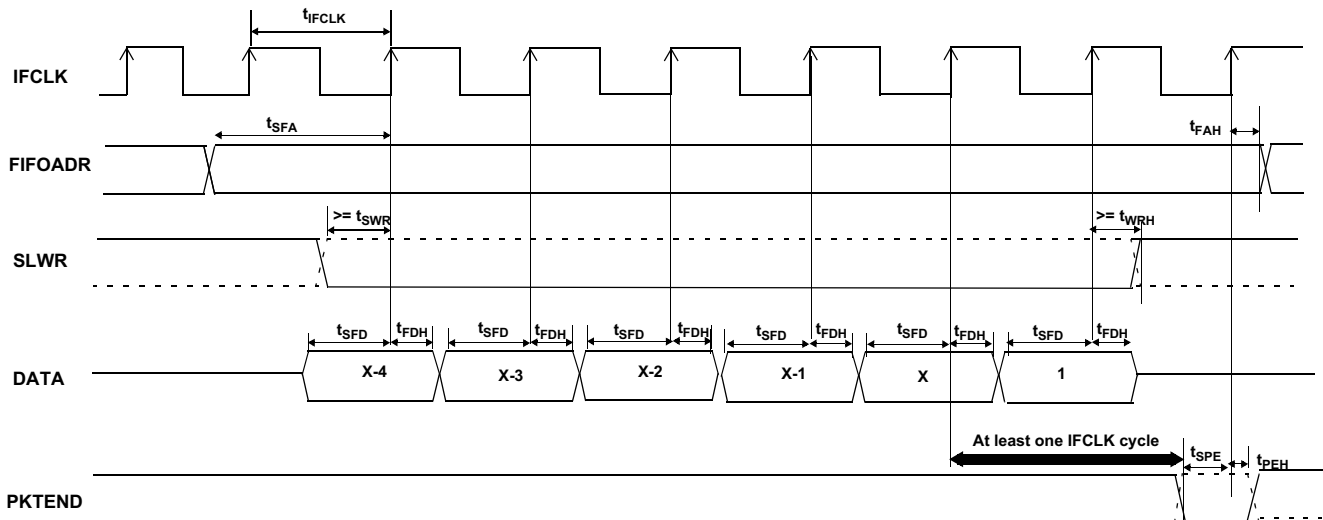 tIFCLK
IFCLK
tSFA
tFAH
FIFOADR
>= tSWR
>= tWRH
SLWR
tSFD tFDH tSFD tFDH tSFD tFDH tSFD tFDH tSFD tFDH tSFD tFDH
DATA X-4 X-3 X-2 X-1 X 1
At least one IFCLK cycle
tSPE
tPEH
PKTEND